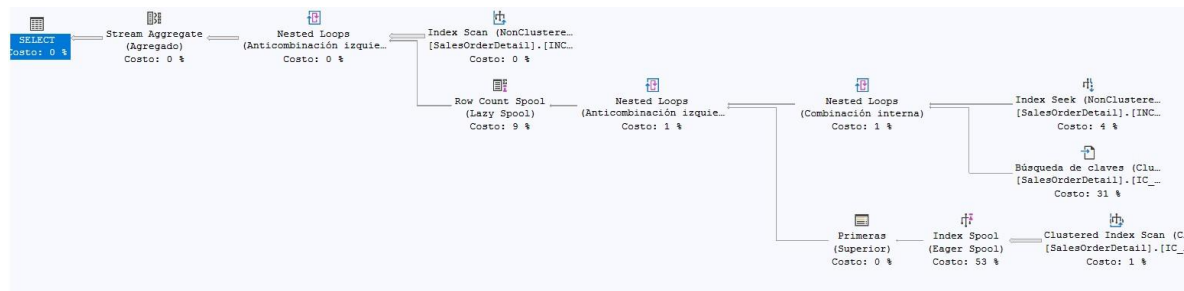 SELECT
Costo: 0 %
Stream Aggregate
(Agregado)
Costo: 0 %
Nested Loops
(Anticombinación izquie…
Costo: 0 %
Index Scan (NonClustere…
[SalesOrderDetail].[INC…
Costo: 0 %
Row Count Spool
(Lazy Spool)
Costo: 9 %
Nested Loops
(Anticombinación izquie…
Costo: 1 %
Nested Loops
(Combinación interna)
Costo: 1 %
Index Seek (NonClustere…
[SalesOrderDetail].[INC…
Costo: 4 %
Búsqueda de claves (Clu…
[SalesOrderDetail].[IC_…
Costo: 31 %
Primeras
(Superior)
Costo: 0 %
Index Spool
(Eager Spool)
Costo: 53 %
Clustered Index Scan (C
[SalesOrderDetail].[IC_
Costo: 1 %